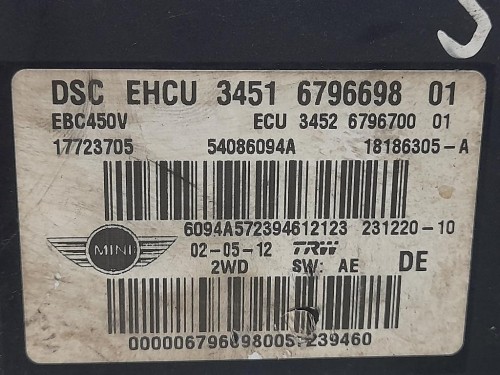 DSC EHCU 3451 6796698 01
EBC450V ECU 3452 6796700 01
17723705 54086094A 18186305-A
6094A572394612123 231220-10
MINI 02-05-12 TRW
2WD SW: AE DE